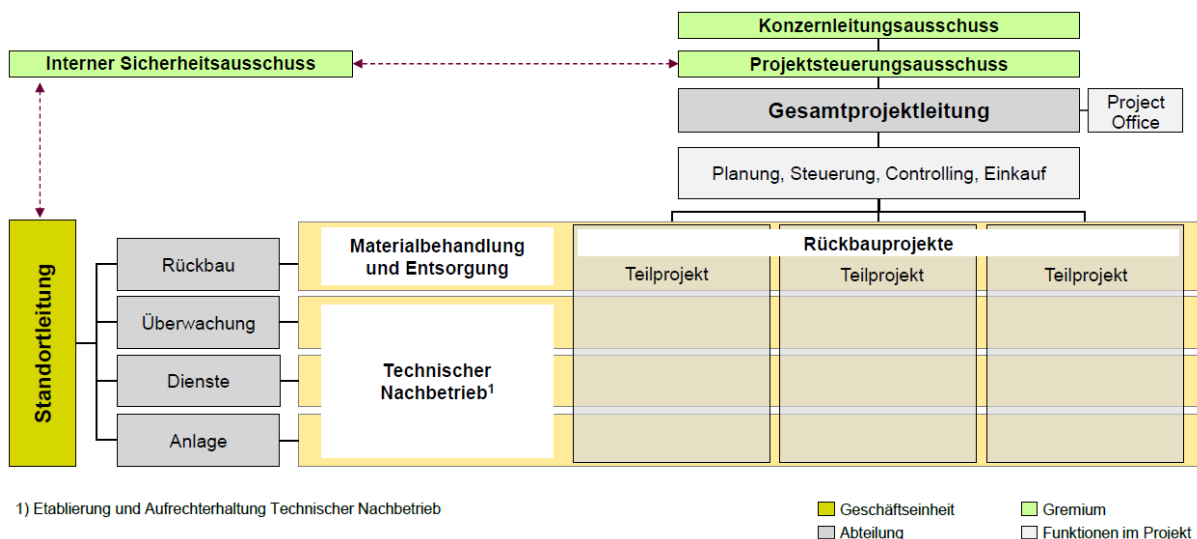 Konzernleitungsausschuss
Interner Sicherheitsausschuss
Projektsteuerungsausschuss
Gesamtprojektleitung
Project
Office
Planung, Steuerung, Controlling, Einkauf
Standortleitung
Rückbau
Überwachung
Dienste
Anlage
Materialbehandlung
und Entsorgung
Technischer
Nachbetrieb¹
Rückbauprojekte
Teilprojekt
Teilprojekt
Teilprojekt
1) Etablierung und Aufrechterhaltung Technischer Nachbetrieb
Geschäftseinheit
Gremium
Abteilung
Funktionen im Projekt